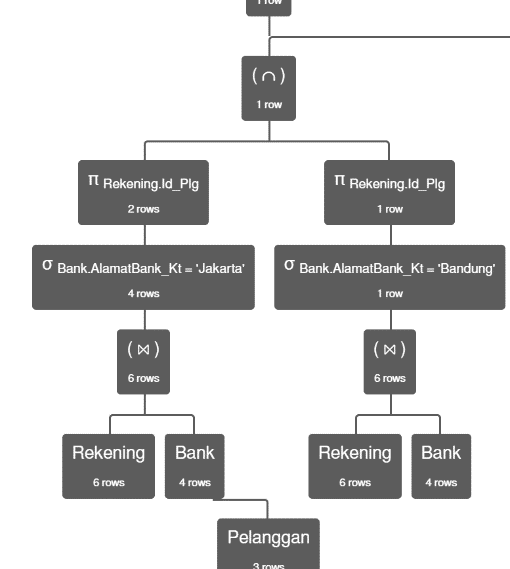 1 row
( ∩ )
1 row
π Rekening.Id_Plg
2 rows
π Rekening.Id_Plg
1 row
σ Bank.AlamatBank_Kt = 'Jakarta'
4 rows
σ Bank.AlamatBank_Kt = 'Bandung'
1 row
( ⋈ )
6 rows
( ⋈ )
6 rows
Rekening
6 rows
Bank
4 rows
Rekening
6 rows
Bank
4 rows
Pelanggan
3 rows